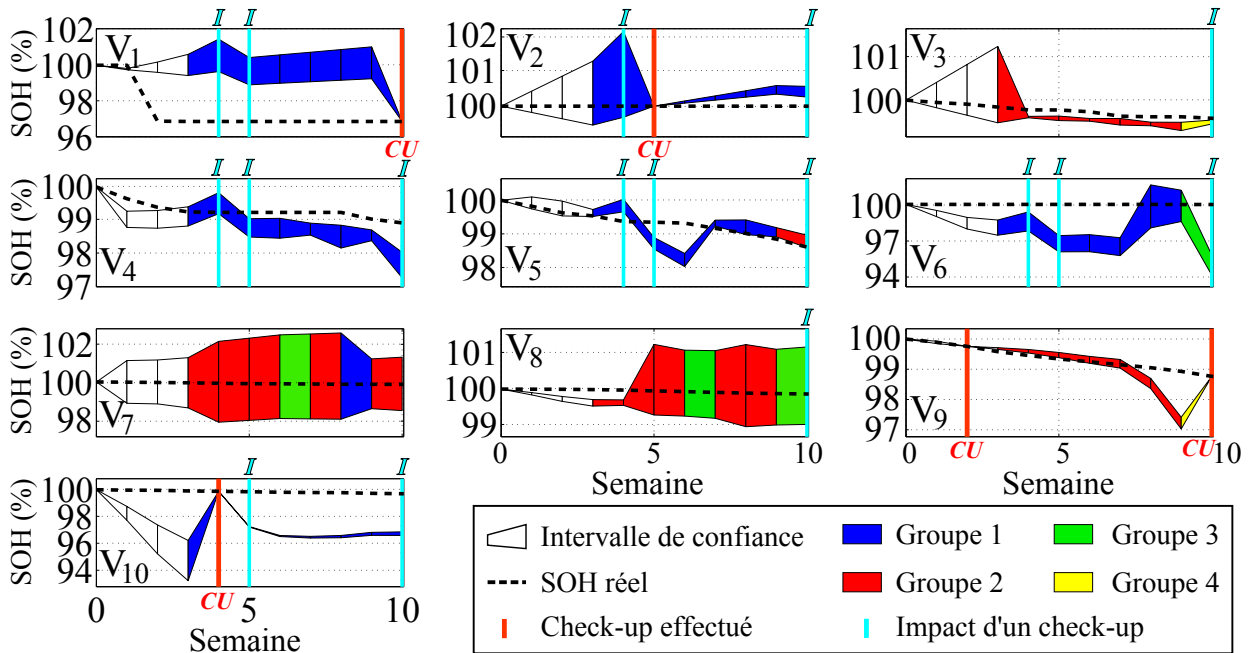 I I I I I
102
100
98
96
SOH (%)
V1
CU
102
101
100
V2
CU
101
100
V3
I I I I I I I I
100
99
98
97
SOH (%)
V4
100
99
98
V5
100
97
94
V6
102
100
98
SOH (%)
V7
0 5 10
I
101
100
99
V8
0 5 10
Semaine
100
99
98
97
V9
0 CU 5 CU 10
Semaine
I I
100
98
96
94
SOH (%)
V10
0 CU 5 10
Semaine
Intervalle de confiance
SOH réel
Check-up effectué
Groupe 1
Groupe 2
Groupe 3
Groupe 4
Impact d'un check-up